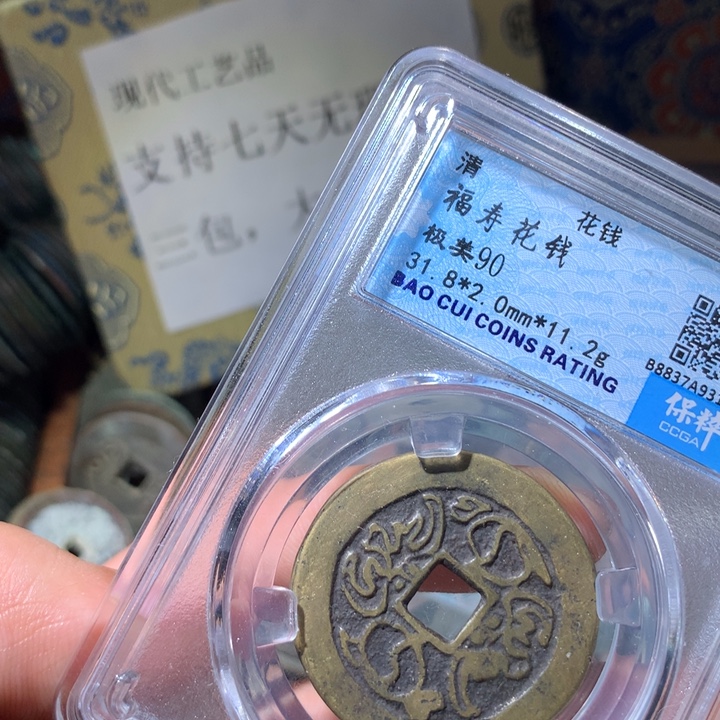 现代工艺品
支持七天无
三包，
清
福寿花钱
花钱
极美90
31.8*2.0mm*11.2g
BAO CUI COINS RATING
B8837A93
保粹
CCGA